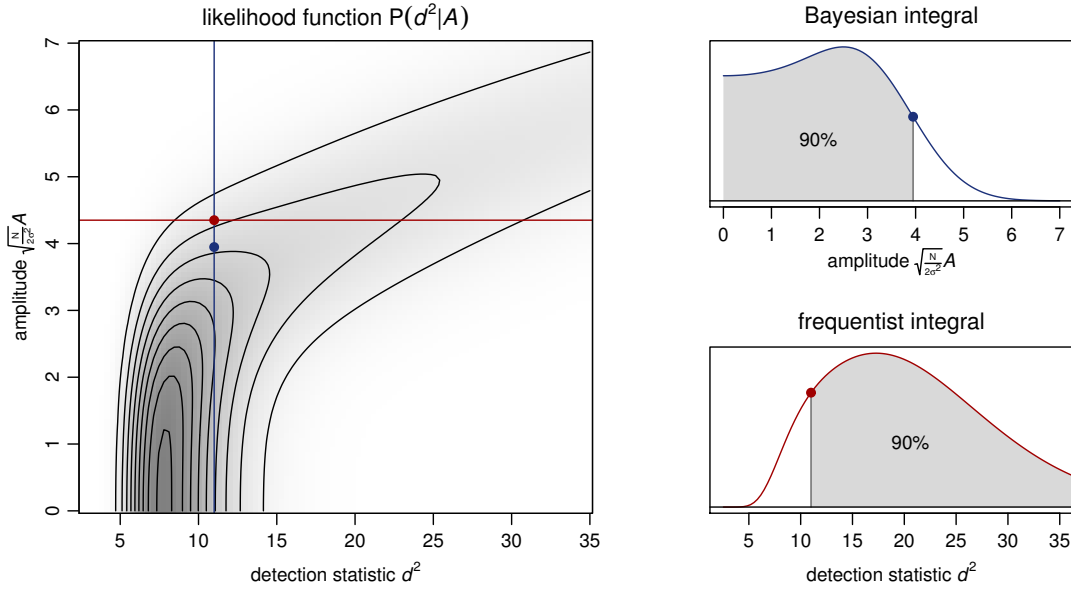 likelihood function P(d²|A)
amplitude √(N/2σ²) A
7
6
5
4
3
2
1
0
5 10 15 20 25 30 35
detection statistic d²
Bayesian integral
90%
0 1 2 3 4 5 6 7
amplitude √(N/2σ²) A
frequentist integral
90%
5 10 15 20 25 30 35
detection statistic d²